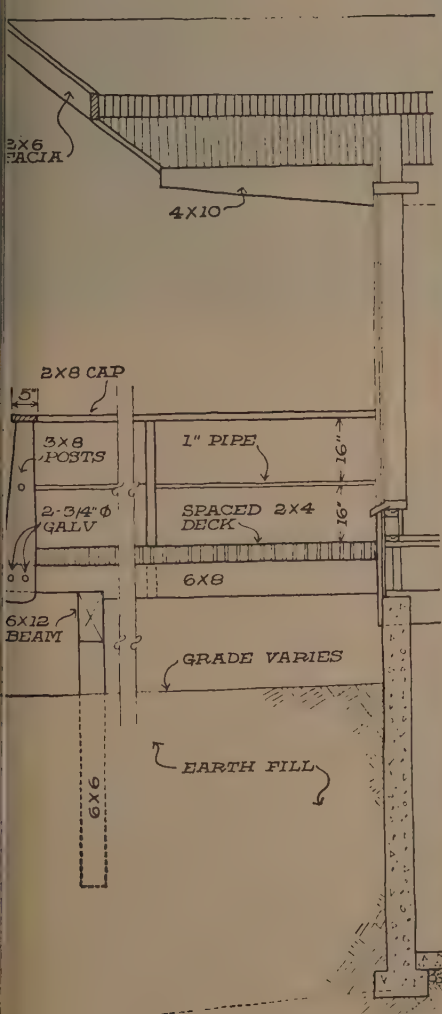 2X6
FACIA
4X10
2X8 CAP
5"
3X8
POSTS
1" PIPE
16"
2-3/4"Φ
GALV
SPACED 2X4
DECK
16"
6X8
6X12
BEAM
GRADE VARIES
EARTH FILL
6X6